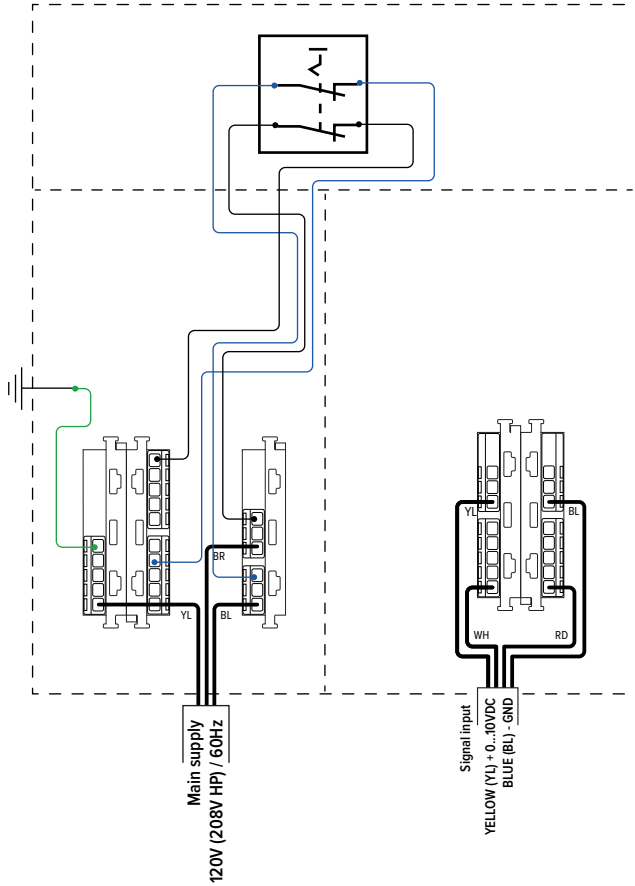 BR
YL
BL
YL
BL
WH
RD
Main supply
120V (208V HP) / 60Hz
Signal input
YELLOW (YL) + 0...10VDC
BLUE (BL) - GND